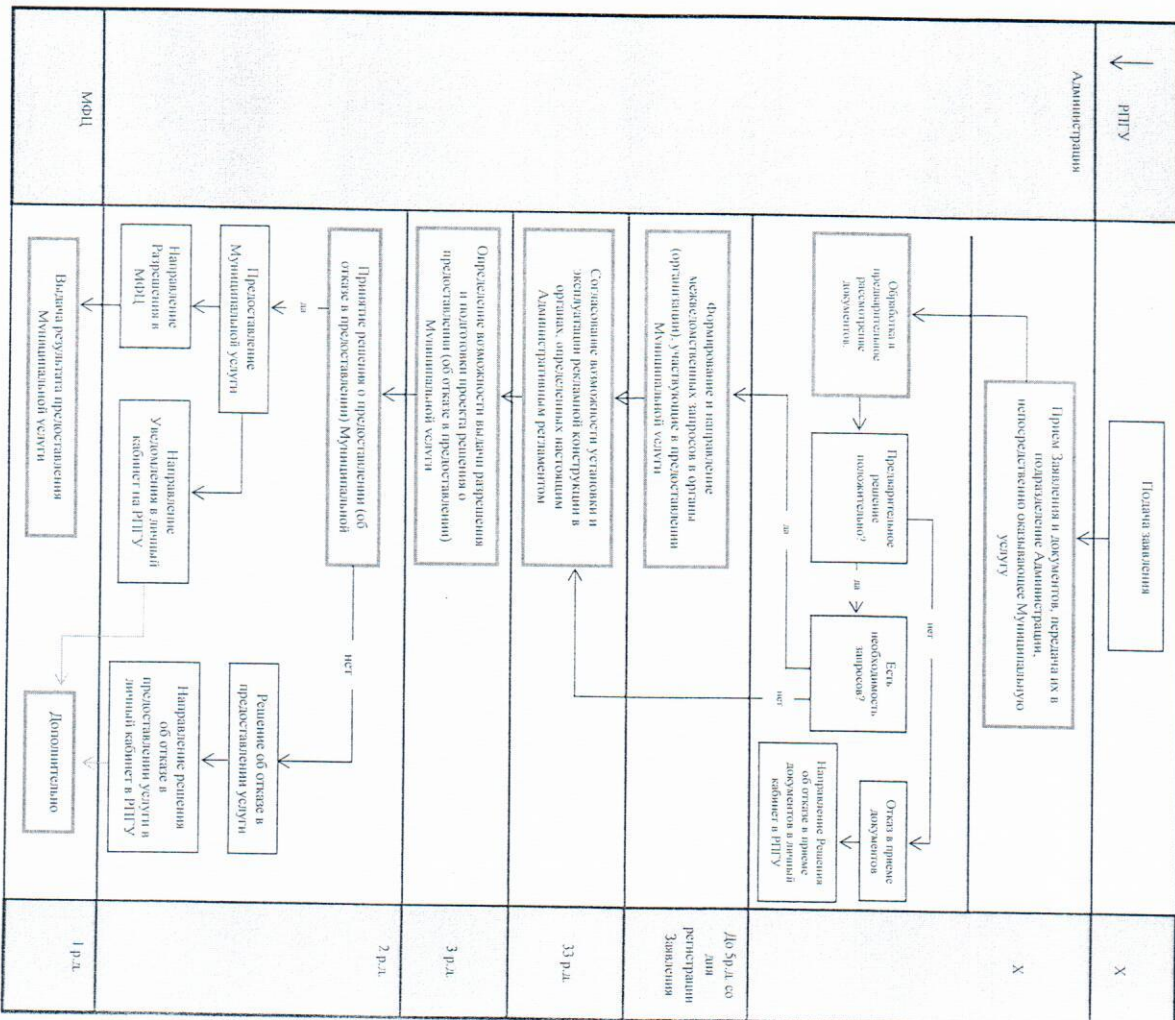 РПГУ
Подача заявления
X
Администрация
Прием Заявления и документов, передача их в
подразделение Администрации,
непосредственно оказывающее Муниципальную
услугу
X
Обработка и
предварительное
рассмотрение
документов.
Предварительное
решение
положительно?
да
нет
Есть
необходимость
запросов?
да
нет
Отказ в приеме
документов
Направление Решения
об отказе в приеме
документов в личный
кабинет в РПГУ
Формирование и направление
межведомственных запросов в органы
(организации), участвующие в предоставлении
Муниципальной услуги
До 5р.д. со
дня
регистрации
Заявления
Согласование возможности установки и
эксплуатации рекламной конструкции в
органах, определенных настоящим
Административным регламентом
33 р.д.
Определение возможности выдачи разрешения
и подготовки проекта решения о
предоставлении (об отказе в предоставлении)
Муниципальной услуги
3 р.д.
Принятие решения о предоставлении (об
отказе в предоставлении) Муниципальной
да
нет
2 р.д.
Предоставление
Муниципальной услуги
Решение об отказе в
предоставлении услуги
Направление
Разрешения в
МФЦ
Направление
Уведомления в личный
кабинет на РПГУ
Направление решения
об отказе в
предоставлении услуги в
личный кабинет в РПГУ
МФЦ
Выдача результата предоставления
Муниципальной услуги
Дополнительно
1 р.д.